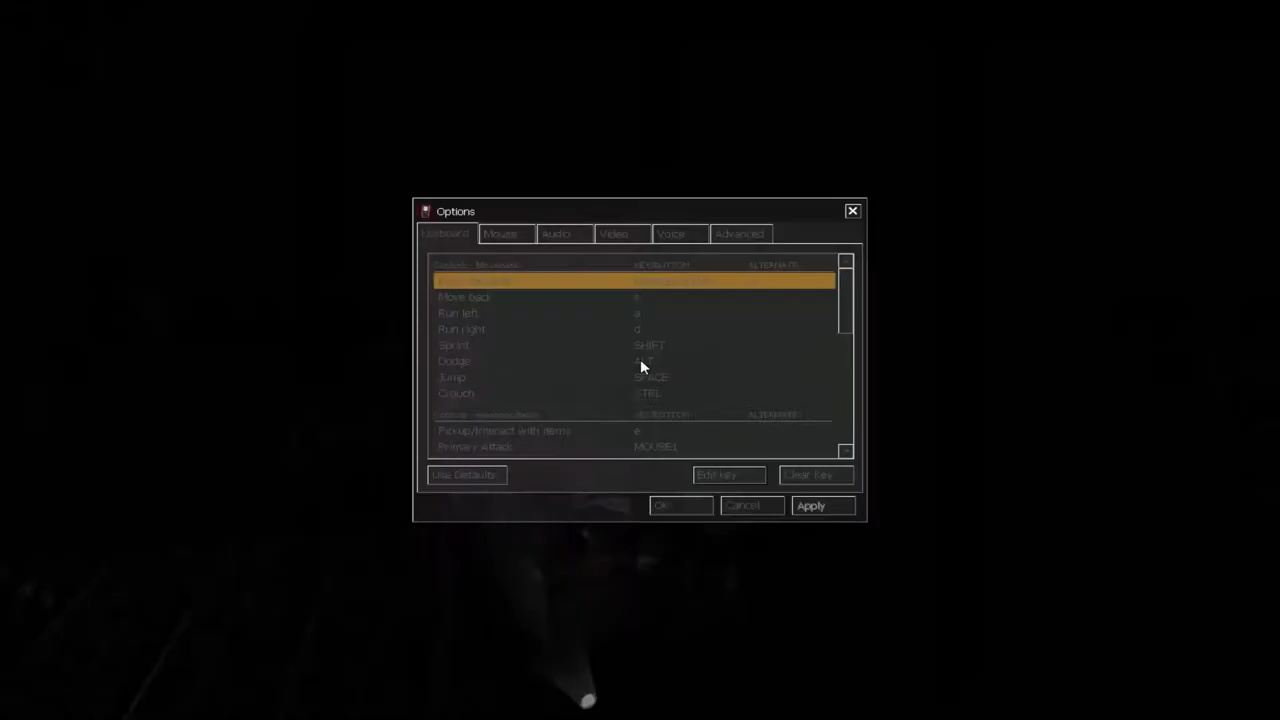 Options
Keyboard Mouse Audio Video Voice Advanced
KEY/BUTTON ALTERNATE
Move back
Run left a
Run right d
Sprint SHIFT
Dodge ALT
Jump SPACE
Crouch CTRL
KEY/BUTTON ALTERNATE
Pickup/Interact with items e
Primary Attack MOUSE1
Use Defaults Edit key Clear Key
OK Cancel Apply